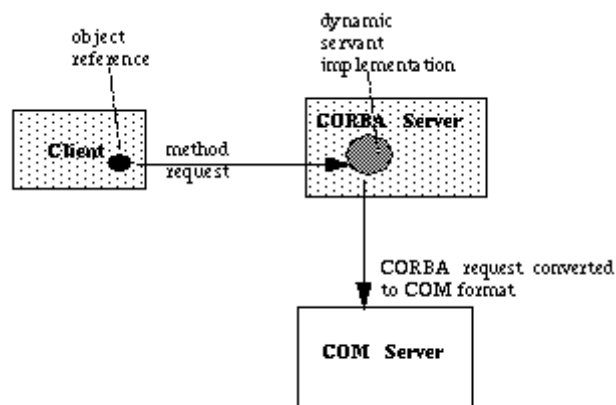 object
reference
dynamic
servant
implementation
Client
CORBA Server
method
request
CORBA request converted
to COM format
COM Server